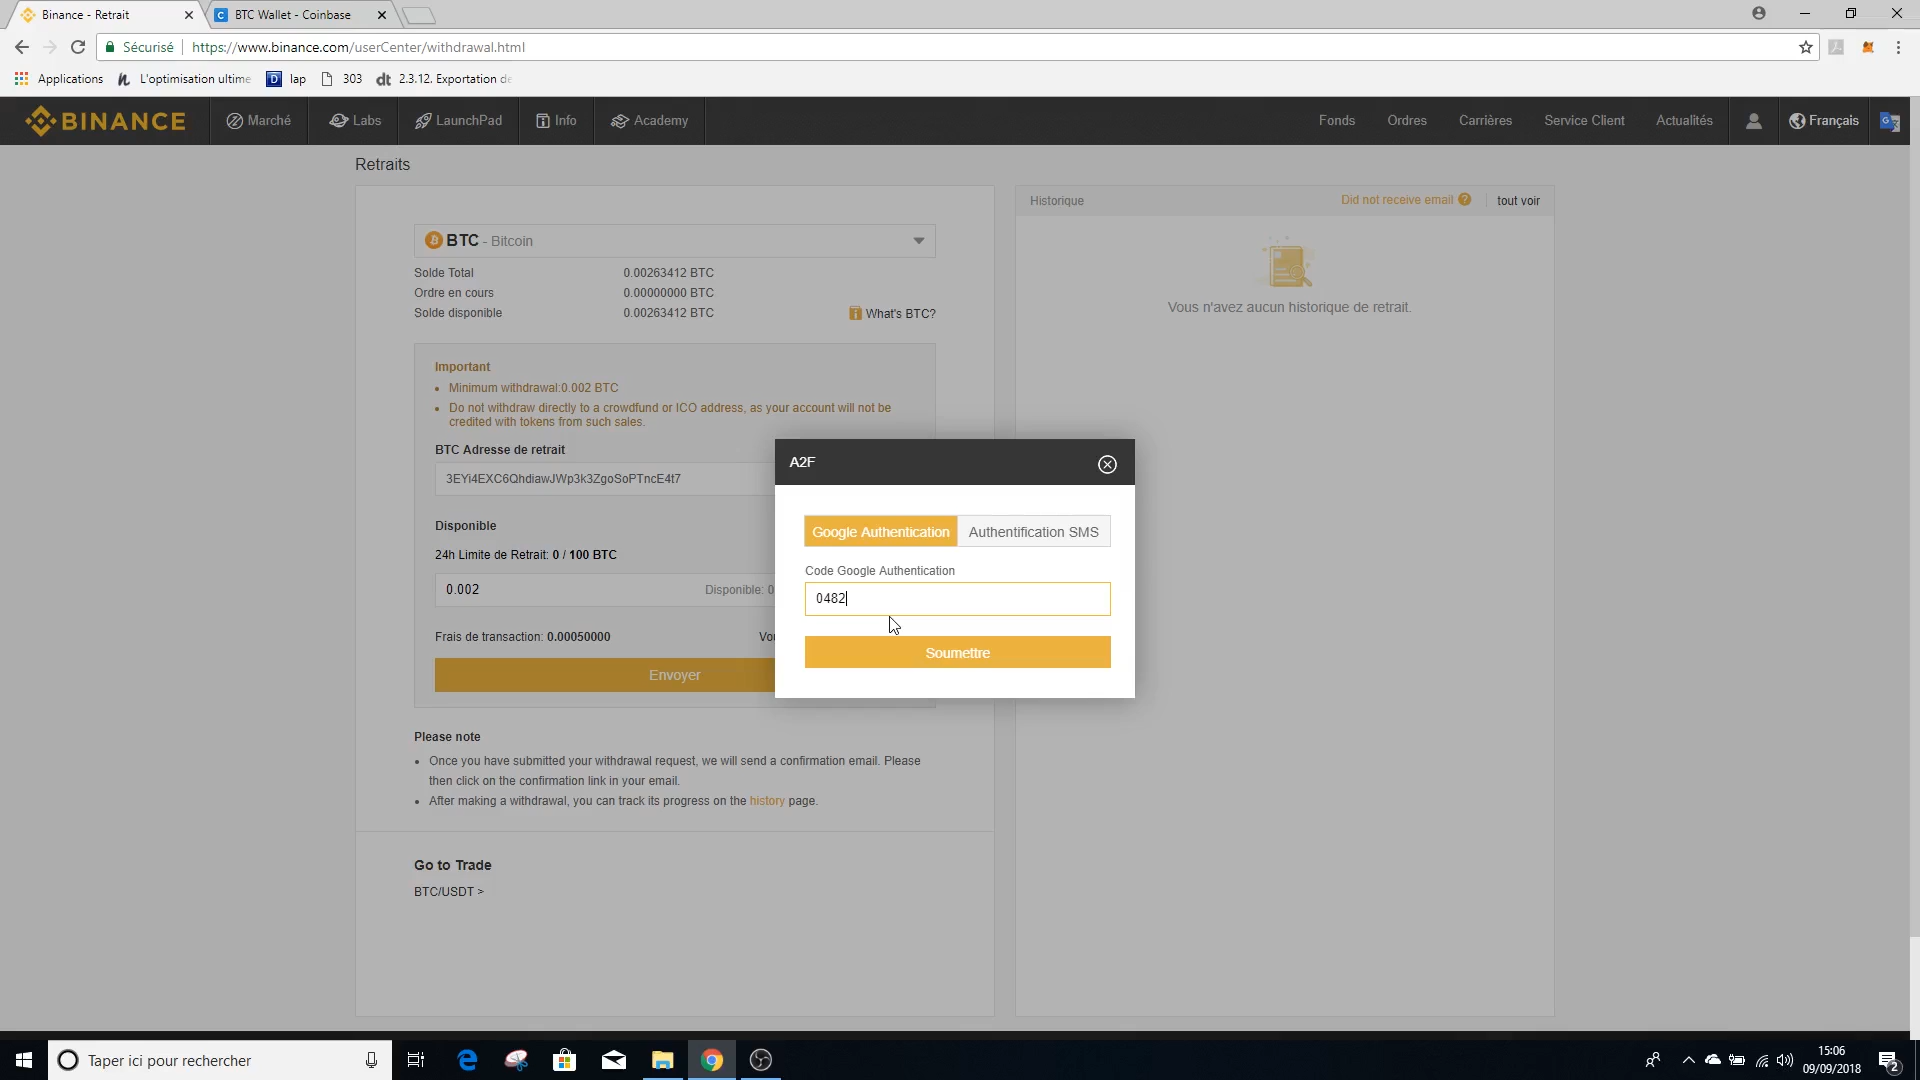 Binance - Retrait
BTC Wallet - Coinbase
Sécurisé
https://www.binance.com/userCenter/withdrawal.html
Applications
L'optimisation ultime
lap
303
2.3.12. Exportation de
BINANCE
Marché
Labs
LaunchPad
Info
Academy
Fonds
Ordres
Carrières
Service Client
Actualités
Français
Retraits
BTC - Bitcoin
Solde Total 0.00263412 BTC
Ordre en cours 0.00000000 BTC
Solde disponible 0.00263412 BTC
What's BTC?
Important
Minimum withdrawal:0.002 BTC
Do not withdraw directly to a crowdfund or ICO address, as your account will not be
credited with tokens from such sales.
BTC Adresse de retrait
3EYi4EXC6QhdiawJWp3k3ZgoSoPTncE4t7
Disponible
24h Limite de Retrait: 0 / 100 BTC
0.002
Disponible: 0
Frais de transaction: 0.00050000
Vou
Envoyer
Please note
Once you have submitted your withdrawal request, we will send a confirmation email. Please
then click on the confirmation link in your email.
After making a withdrawal, you can track its progress on the history page.
Go to Trade
BTC/USDT >
Historique
Did not receive email ?
tout voir
Vous n'avez aucun historique de retrait.
A2F
Google Authentication
Authentification SMS
Code Google Authentication
0482
Soumettre
Taper ici pour rechercher
15:06
09/09/2018
2